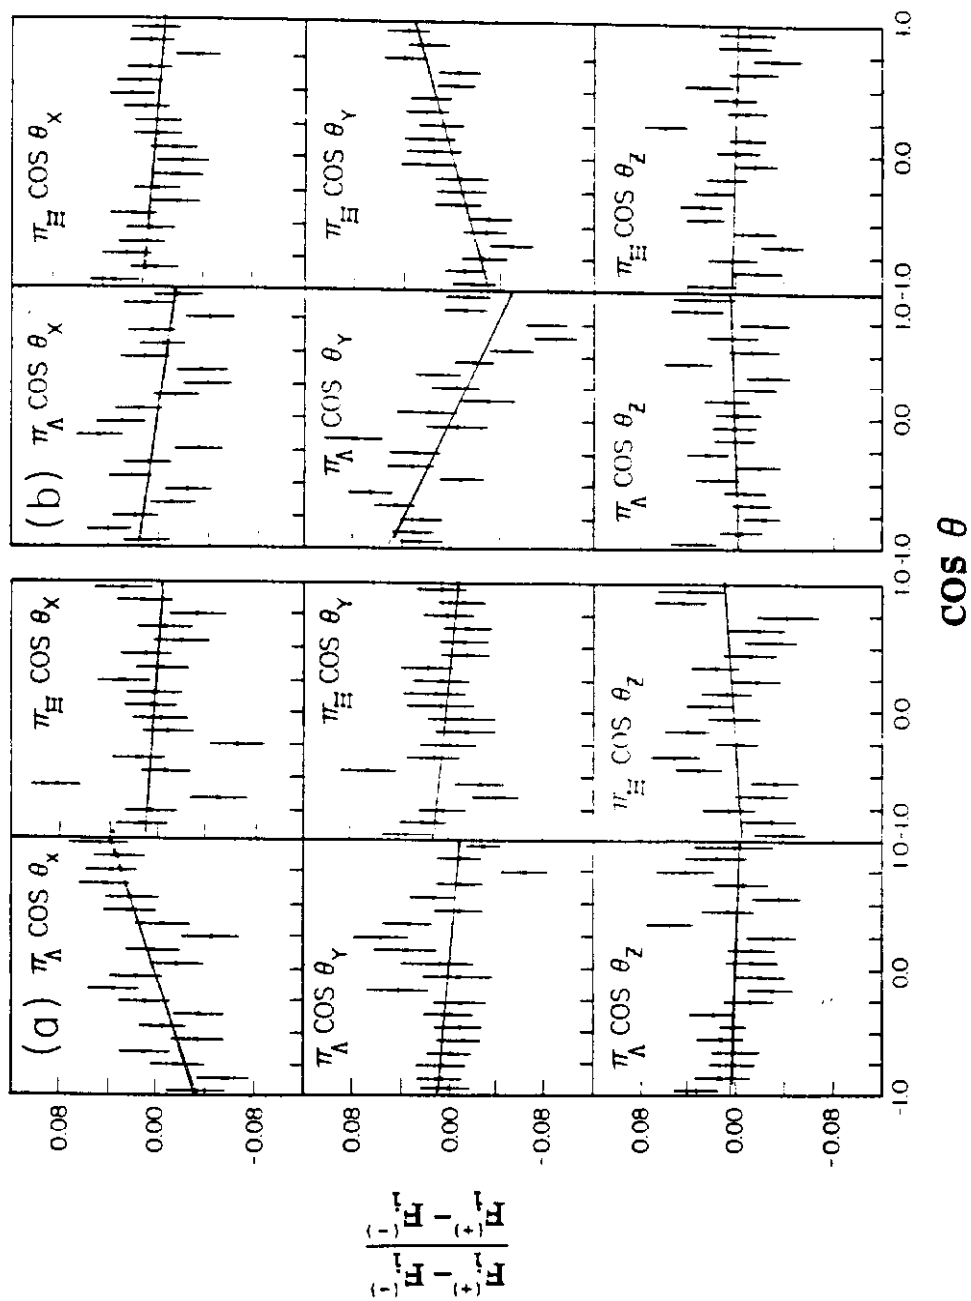 (a) π_Λ COS θ_X
π_Ξ COS θ_X
(b) π_Λ COS θ_X
π_Ξ COS θ_X
0.08
0.00
-0.08
π_Λ COS θ_Y
π_Ξ COS θ_Y
π_Λ COS θ_Y
π_Ξ COS θ_Y
0.08
0.00
-0.08
π_Λ COS θ_Z
π_Ξ COS θ_Z
π_Λ COS θ_Z
π_Ξ COS θ_Z
0.08
0.00
-0.08
-1.0 0.0 1.0-1.0 0.0 1.0 -1.0 0.0 1.0-1.0 0.0 1.0
F_i^(+) - F_i^(-)
F_i^(+) - F_i^(-)
cos θ